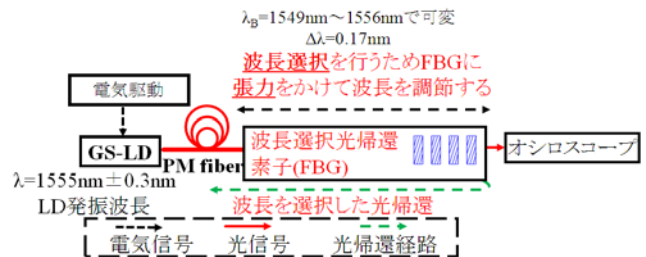 λB=1549nm～1556nmで可変
Δλ=0.17nm
波長選択を行うためFBGに
張力をかけて波長を調節する
電気駆動
GS-LD
PM fiber
波長選択光帰還
素子(FBG)
オシロスコープ
λ=1555nm±0.3nm
LD発振波長
波長を選択した光帰還
電気信号
光信号
光帰還経路